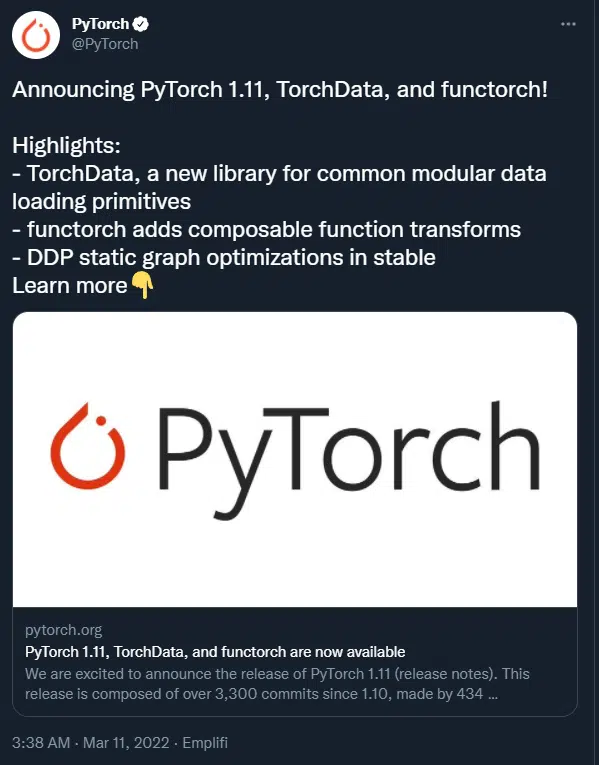 PyTorch
@PyTorch
Announcing PyTorch 1.11, TorchData, and functorch!
Highlights:
- TorchData, a new library for common modular data
loading primitives
- functorch adds composable function transforms
- DDP static graph optimizations in stable
Learn more👇
PyTorch
pytorch.org
PyTorch 1.11, TorchData, and functorch are now available
We are excited to announce the release of PyTorch 1.11 (release notes). This
release is composed of over 3,300 commits since 1.10, made by 434 ...
3:38 AM · Mar 11, 2022 · Emplifi